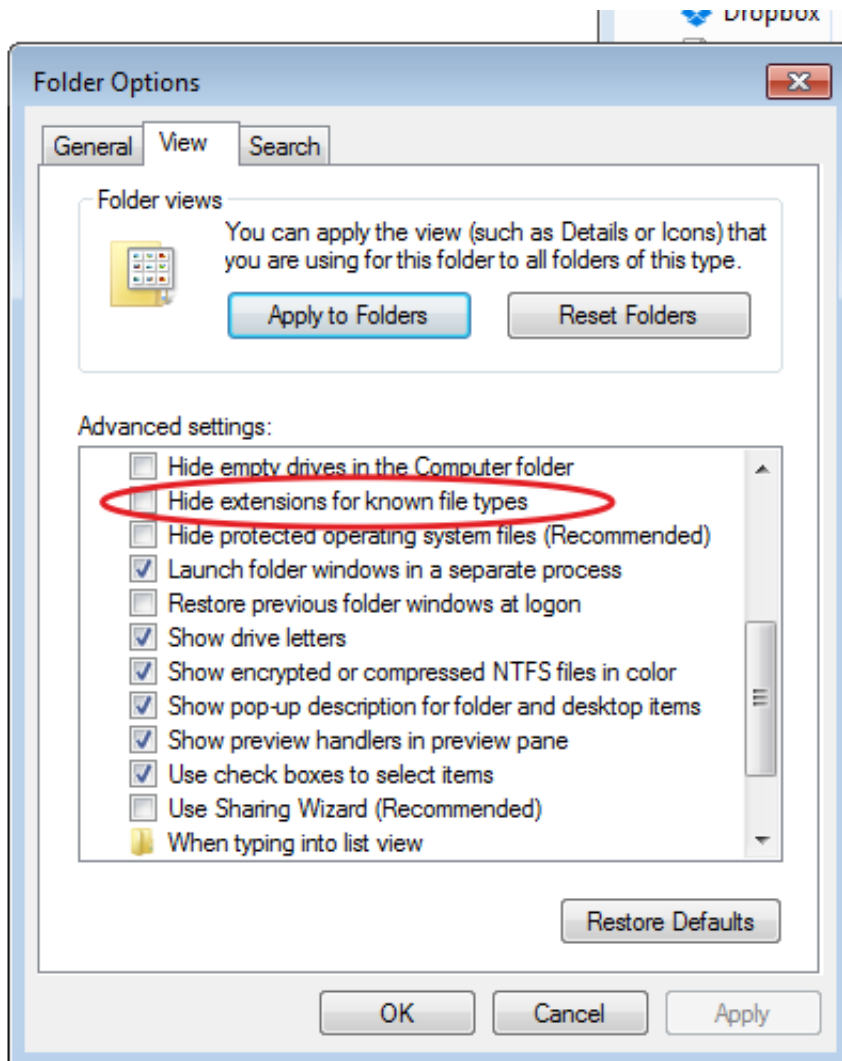 Dropbox
Folder Options
General View Search
Folder views
You can apply the view (such as Details or Icons) that
you are using for this folder to all folders of this type.
Apply to Folders Reset Folders
Advanced settings:
Hide empty drives in the Computer folder
Hide extensions for known file types
Hide protected operating system files (Recommended)
Launch folder windows in a separate process
Restore previous folder windows at logon
Show drive letters
Show encrypted or compressed NTFS files in color
Show pop-up description for folder and desktop items
Show preview handlers in preview pane
Use check boxes to select items
Use Sharing Wizard (Recommended)
When typing into list view
Restore Defaults
OK Cancel Apply